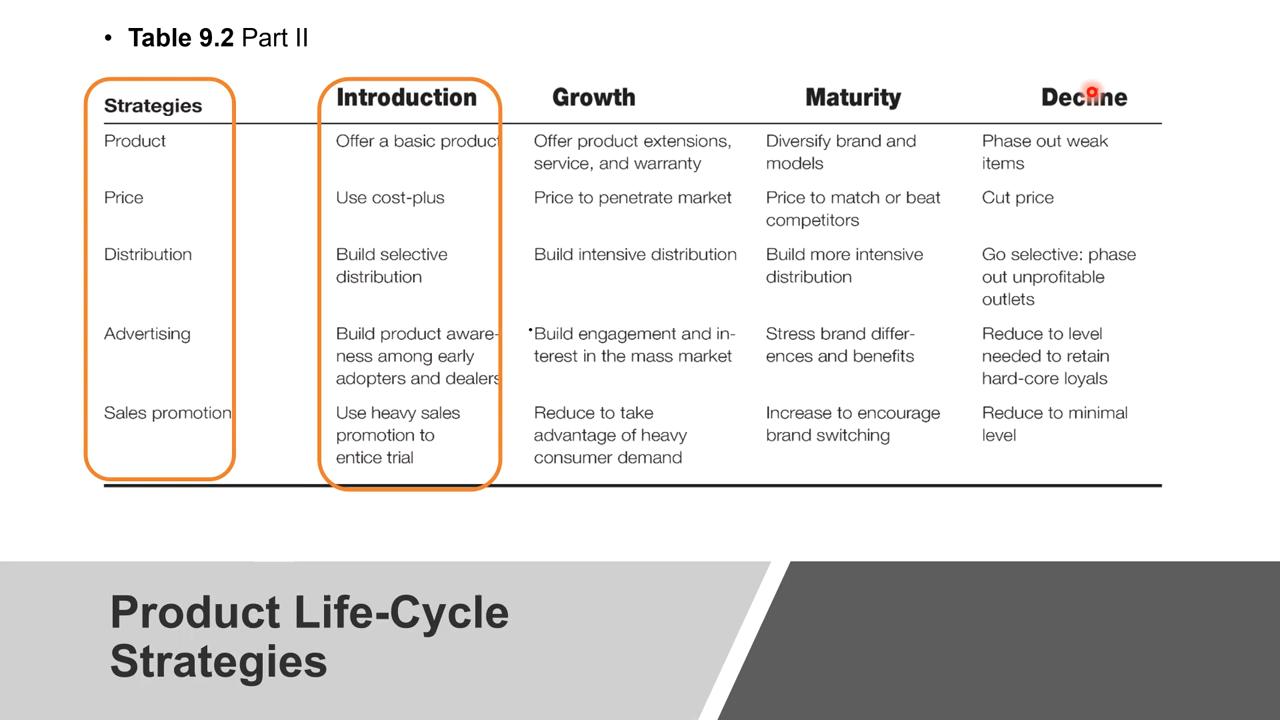 • Table 9.2 Part II
Strategies Introduction Growth Maturity Decline
Product Offer a basic product Offer product extensions, Diversify brand and Phase out weak
service, and warranty models items
Price Use cost-plus Price to penetrate market Price to match or beat Cut price
competitors
Distribution Build selective Build intensive distribution Build more intensive Go selective: phase
distribution distribution out unprofitable
outlets
Advertising Build product aware- Build engagement and in- Stress brand differ- Reduce to level
ness among early terest in the mass market ences and benefits needed to retain
adopters and dealers hard-core loyals
Sales promotion Use heavy sales Reduce to take Increase to encourage Reduce to minimal
promotion to advantage of heavy brand switching level
entice trial consumer demand
Product Life-Cycle
Strategies